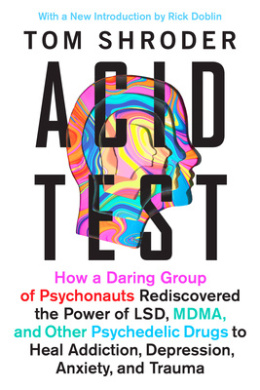 With a New Introduction by Rick Doblin
TOM SHRODER
ACID
TEST
How a Daring Group
of Psychonauts Rediscovered
the Power of LSD, MDMA,
and Other Psychedelic Drugs to
Heal Addiction, Depression,
Anxiety, and Trauma